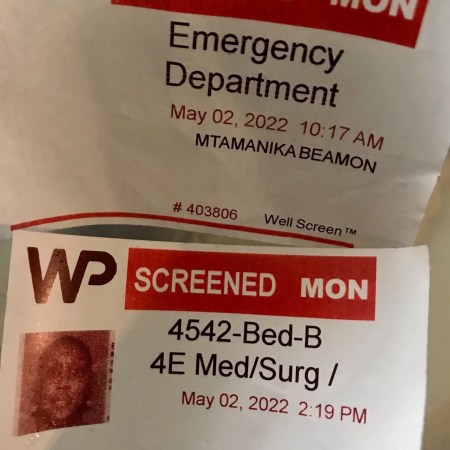 MON
Emergency
Department
May 02, 2022 10:17 AM
MTAMANIKA BEAMON
# 403806 Well Screen™
WP SCREENED MON
4542-Bed-B
4E Med/Surg /
May 02, 2022 2:19 PM